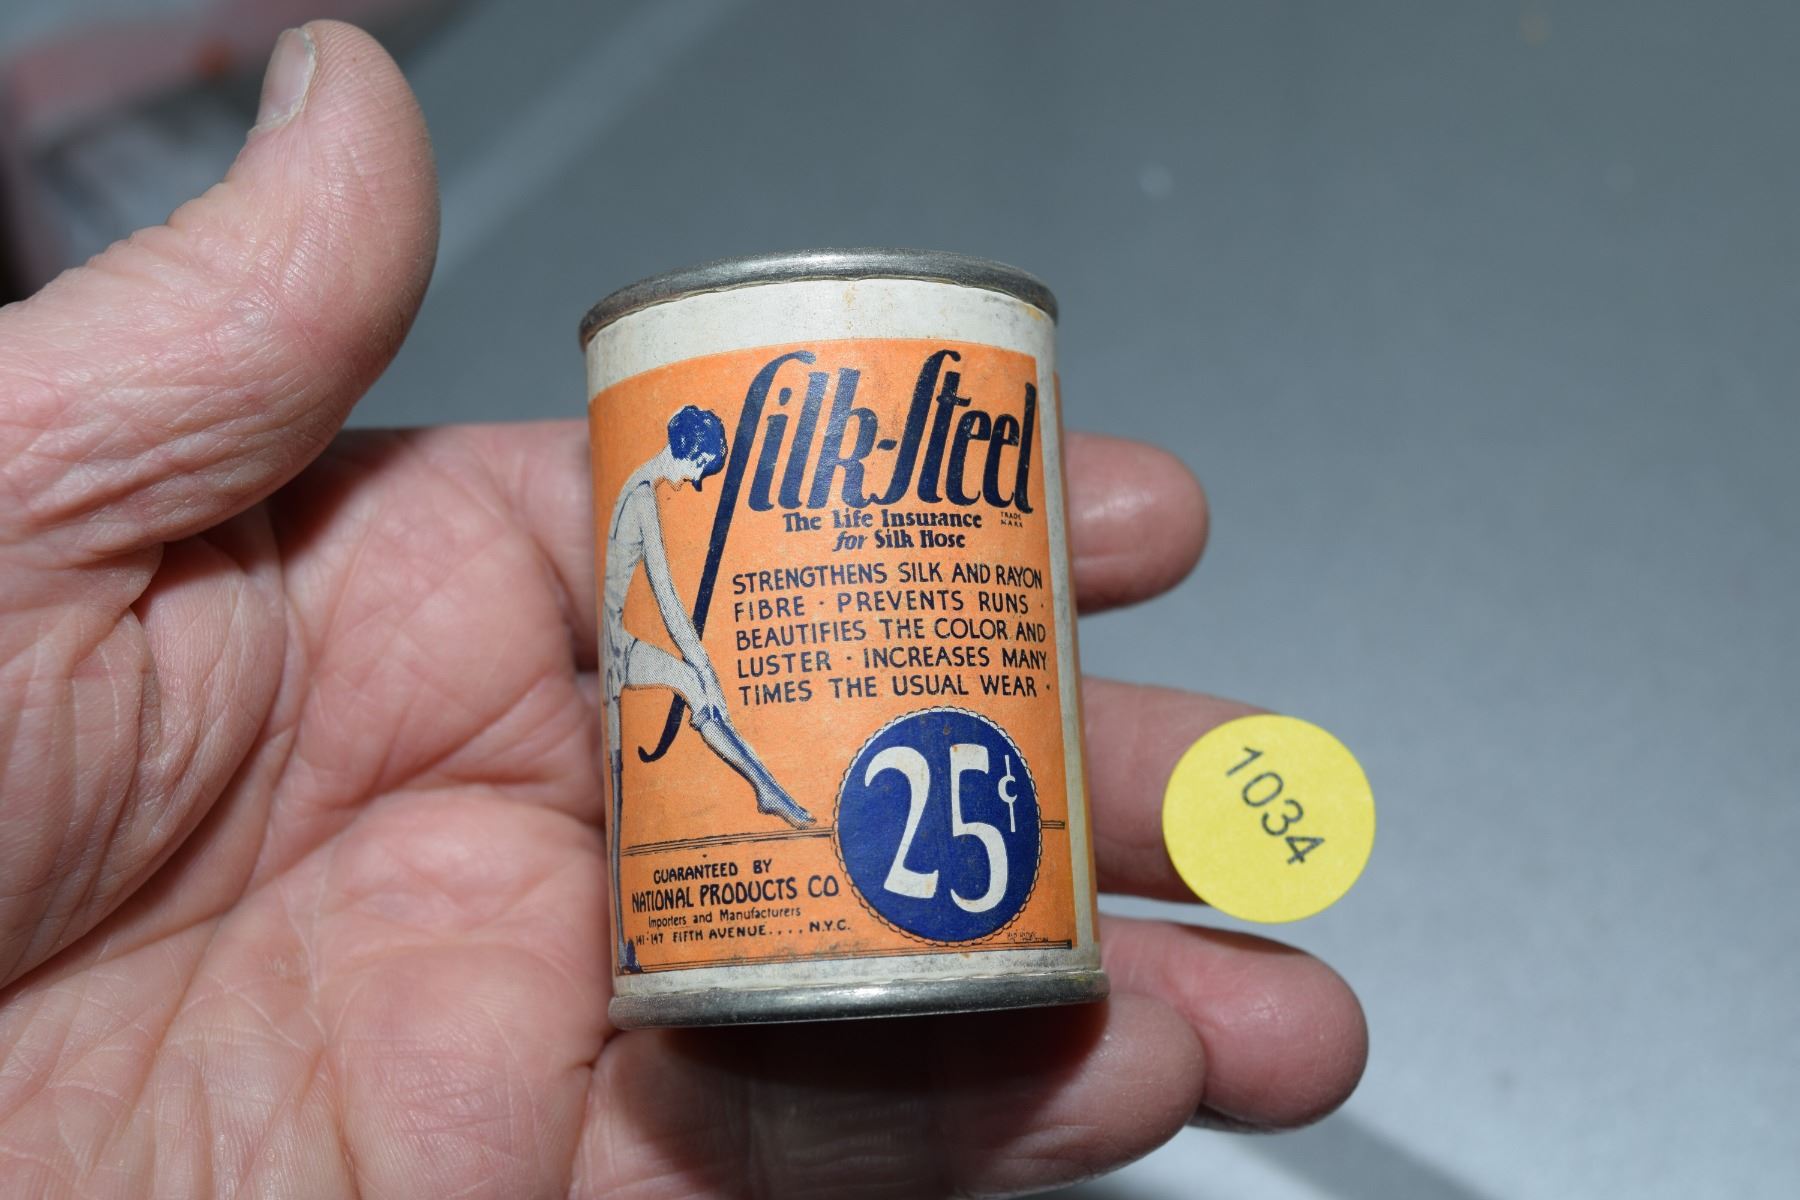 Silk-Steel
TRADE
MARK
The Life Insurance
for Silk Hose
STRENGTHENS SILK AND RAYON
FIBRE · PREVENTS RUNS ·
BEAUTIFIES THE COLOR AND
LUSTER · INCREASES MANY
TIMES THE USUAL WEAR ·
25¢
GUARANTEED BY
NATIONAL PRODUCTS CO
Importers and Manufacturers
141-147 FIFTH AVENUE...., N.Y.C.
1034